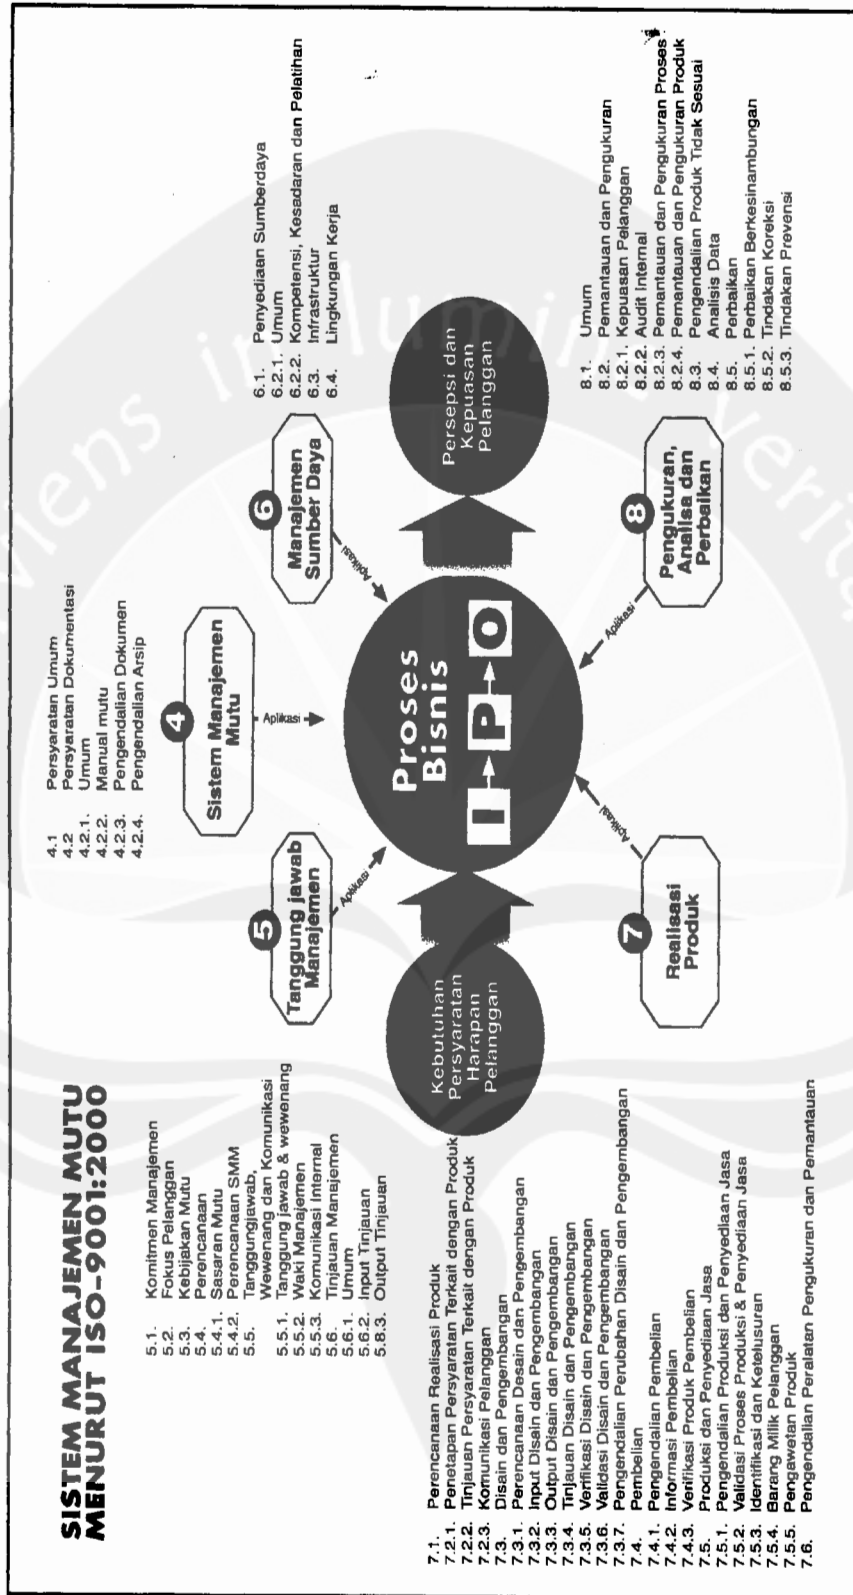 SISTEM MANAJEMEN MUTU
MENURUT ISO-9001:2000
5.1. Komitmen Manajemen
5.2. Fokus Pelanggan
5.3. Kebijakan Mutu
5.4. Perencanaan
5.4.1. Sasaran Mutu
5.4.2. Perencanaan SMM
5.5. Tanggungjawab,
Wewenang dan Komunikasi
5.5.1. Tanggung jawab & wewenang
5.5.2. Waki Manajemen
5.5.3. Komunikasi Internal
5.6. Tinjauan Manajemen
5.6.1. Umum
5.6.2. Input Tinjauan
5.8.3. Output Tinjauan
4.1 Persyaratan Umum
4.2 Persyaratan Dokumentasi
4.2.1. Umum
4.2.2. Manual mutu
4.2.3. Pengendalian Dokumen
4.2.4. Pengendalian Arsip
6.1. Penyediaan Sumberdaya
6.2.1. Umum
6.2.2. Kompetensi, Kesadaran dan Pelatihan
6.3. Infrastruktur
6.4. Lingkungan Kerja
5
Tanggung jawab
Manajemen
Aplikasi
4
Sistem Manajemen
Mutu
Aplikasi
6
Manajemen
Sumber Daya
Aplikasi
Kebutuhan
Persyaratan
Harapan
Pelanggan
Proses
Bisnis
I P O
Persepsi dan
Kepuasan
Pelanggan
7
Realisasi
Produk
Aplikasi
8
Pengukuran,
Analisa dan
Perbaikan
Aplikasi
7.1. Perencanaan Realisasi Produk
7.2.1. Penetapan Persyaratan Terkait dengan Produk
7.2.2. Tinjauan Persyaratan Terkait dengan Produk
7.2.3. Komunikasi Pelanggan
7.3. Disain dan Pengembangan
7.3.1. Perencanaan Desain dan Pengembangan
7.3.2. Input Disain dan Pengembangan
7.3.3. Output Disain dan Pengembangan
7.3.4. Tinjauan Disain dan Pengembangan
7.3.5. Verifikasi Disain dan Pengembangan
7.3.6. Validasi Disain dan Pengembangan
7.3.7. Pengendalian Perubahan Disain dan Pengembangan
7.4. Pembelian
7.4.1. Pengendalian Pembelian
7.4.2. Informasi Pembelian
7.4.3. Verifikasi Produk Pembelian
7.5. Produksi dan Penyediaan Jasa
7.5.1. Pengendalian Produksi dan Penyediaan Jasa
7.5.2. Validasi Proses Produksi & Penyediaan Jasa
7.5.3. Identifikasi dan Ketelusuran
7.5.4. Barang Milik Pelanggan
7.5.5. Pengawetan Produk
7.6. Pengendalian Peralatan Pengukuran dan Pemantauan
8.1. Umum
8.2. Pemantauan dan Pengukuran
8.2.1. Kepuasan Pelanggan
8.2.2. Audit Internal
8.2.3. Pemantauan dan Pengukuran Proses
8.2.4. Pemantauan dan Pengukuran Produk
8.3. Pengendalian Produk Tidak Sesuai
8.4. Analisis Data
8.5. Perbaikan
8.5.1. Perbaikan Berkesinambungan
8.5.2. Tindakan Koreksi
8.5.3. Tindakan Prevensi
in lumine